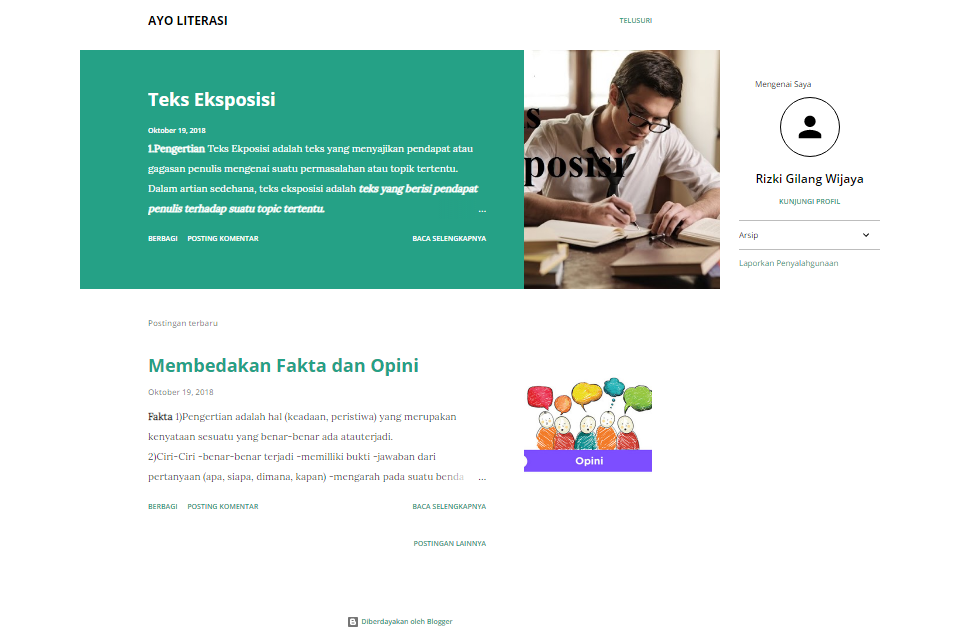 AYO LITERASI
TELUSURI
Teks Eksposisi
Oktober 19, 2018
1.Pengertian Teks Ekposisi adalah teks yang menyajikan pendapat atau
gagasan penulis mengenai suatu permasalahan atau topik tertentu.
Dalam artian sedehana, teks eksposisi adalah teks yang berisi pendapat
penulis terhadap suatu topic tertentu. ...
BERBAGI POSTING KOMENTAR BACA SELENGKAPNYA
s
posisi
Mengenai Saya
Rizki Gilang Wijaya
KUNJUNGI PROFIL
Arsip
Laporkan Penyalahgunaan
Postingan terbaru
Membedakan Fakta dan Opini
Oktober 19, 2018
Fakta 1)Pengertian adalah hal (keadaan, peristiwa) yang merupakan
kenyataan sesuatu yang benar-benar ada atauterjadi.
2)Ciri-Ciri -benar-benar terjadi -memilliki bukti -jawaban dari
pertanyaan (apa, siapa, dimana, kapan) -mengarah pada suatu benda ...
Opini
BERBAGI POSTING KOMENTAR BACA SELENGKAPNYA
POSTINGAN LAINNYA
Diberdayakan oleh Blogger